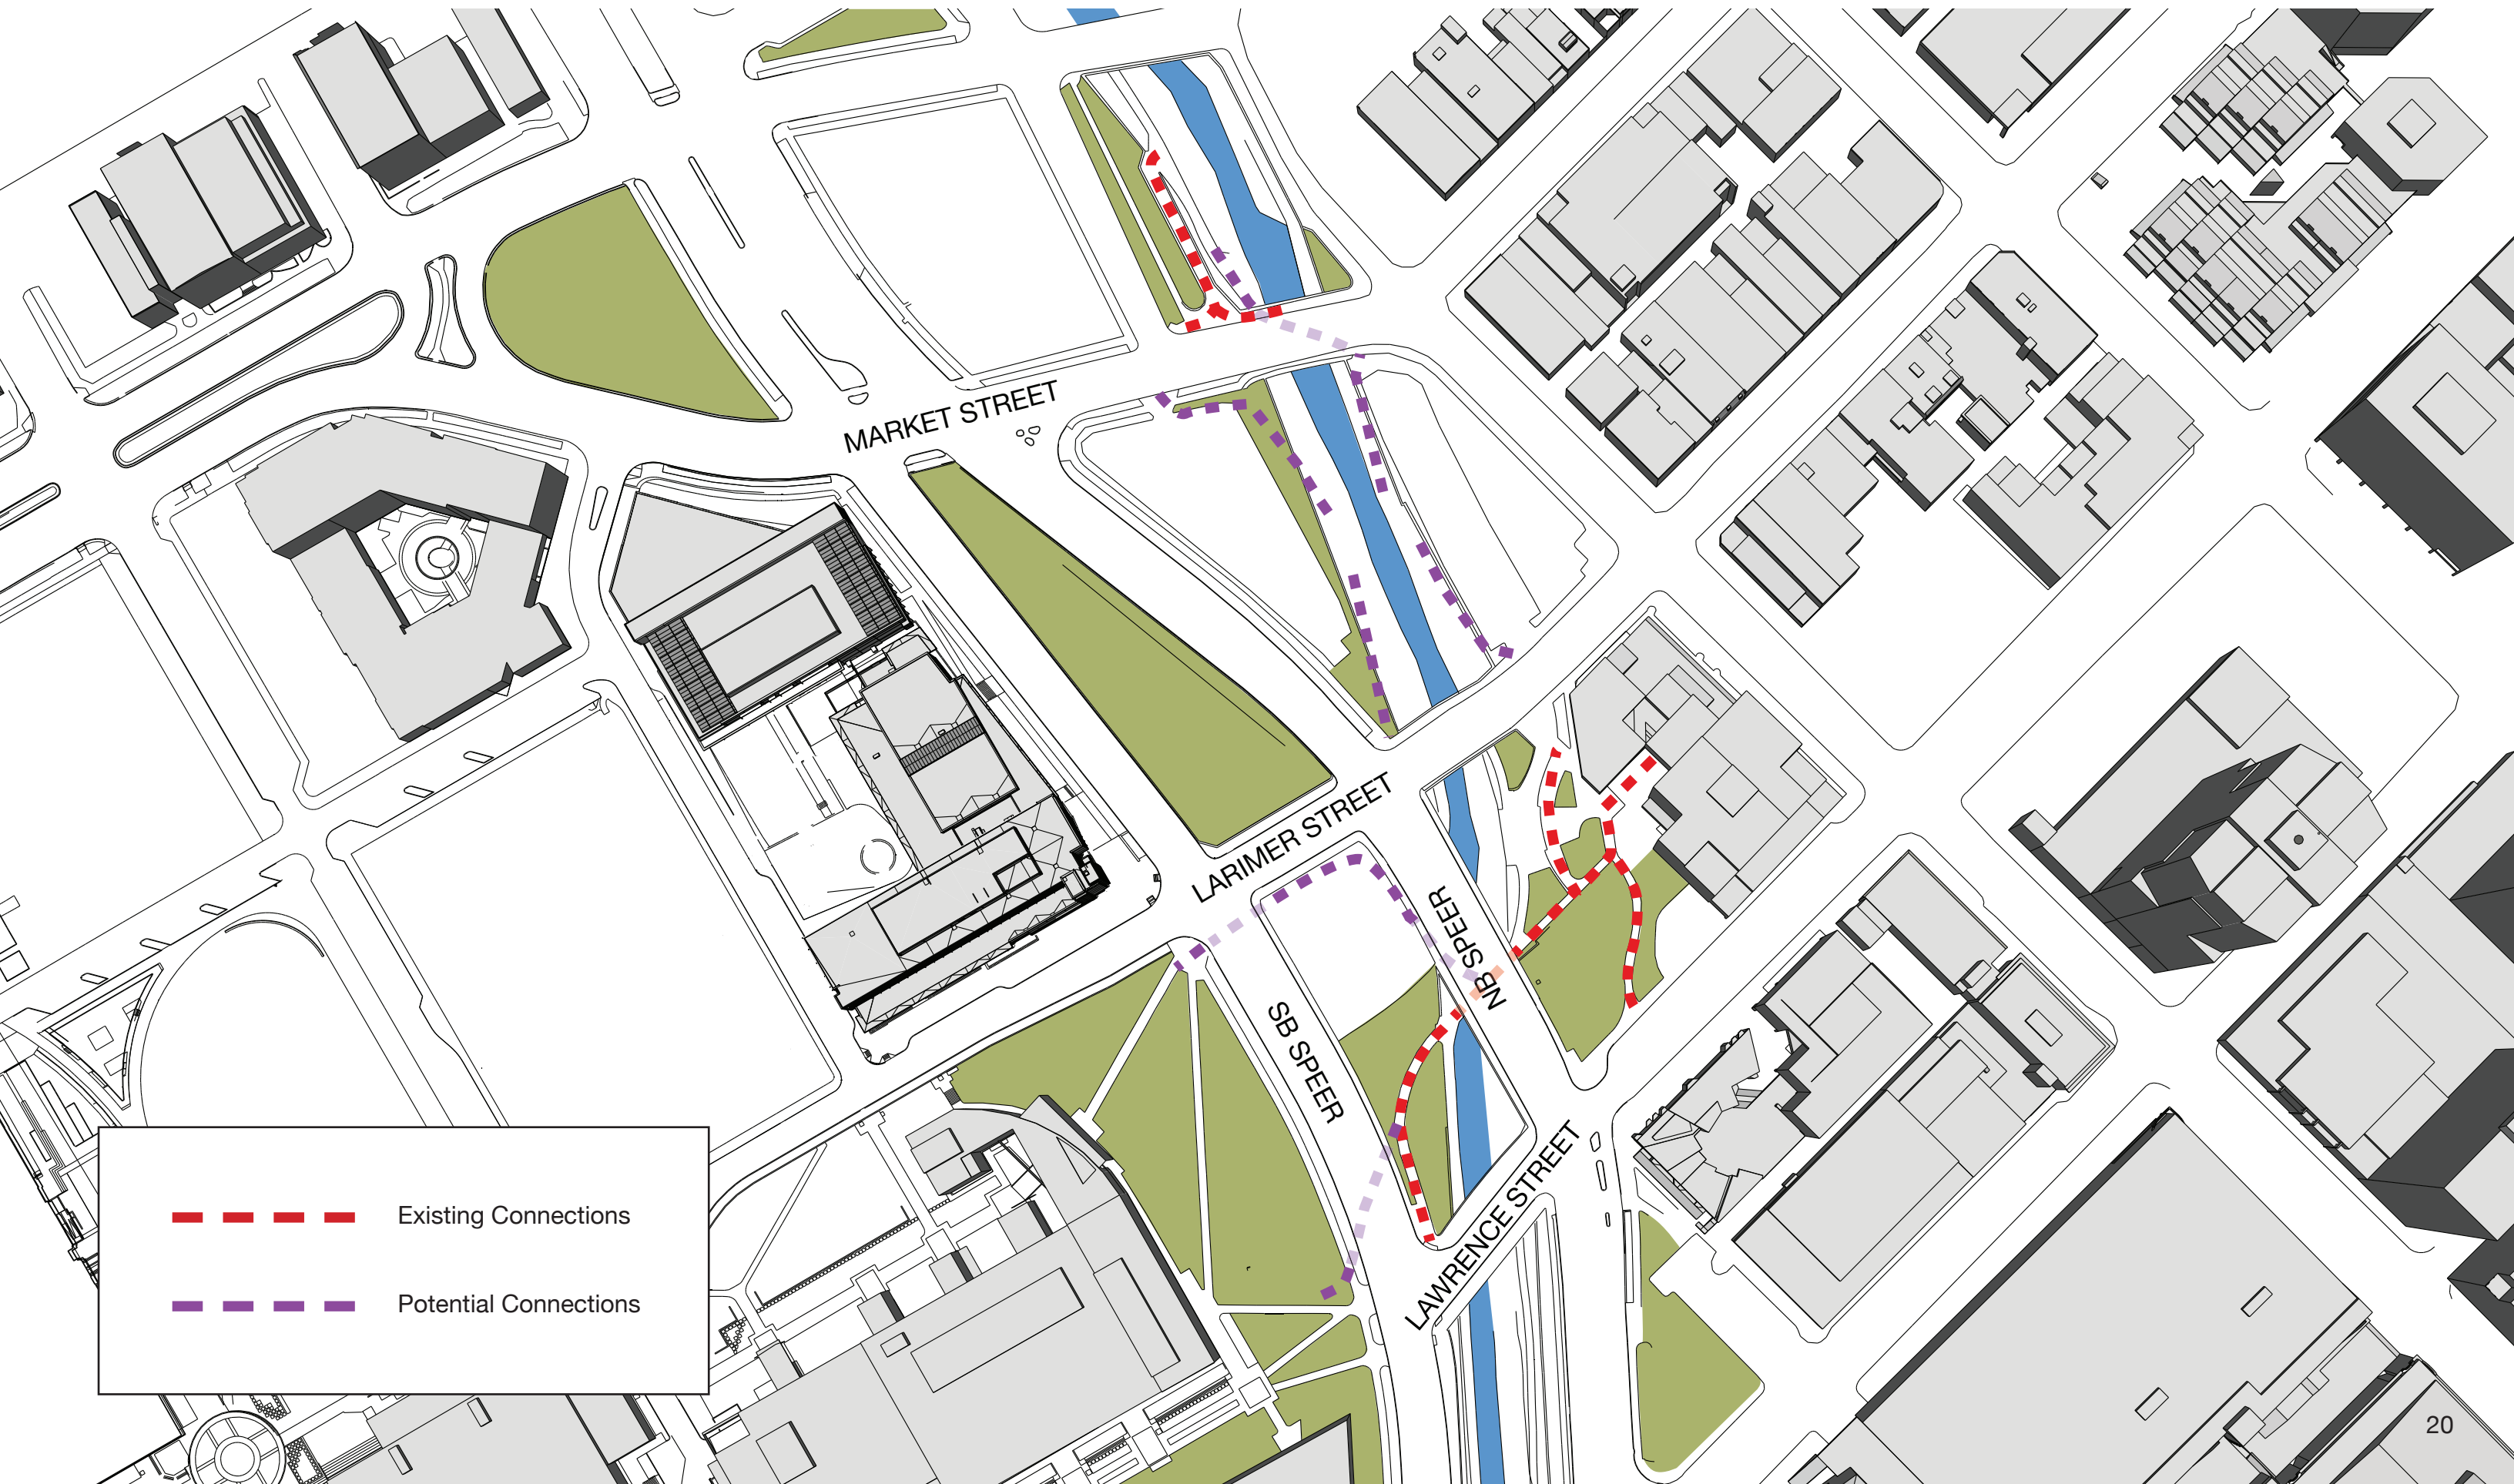 MARKET STREET
LARIMER STREET
NB SPEER
SB SPEER
LAWRENCE STREET
Existing Connections
Potential Connections
20